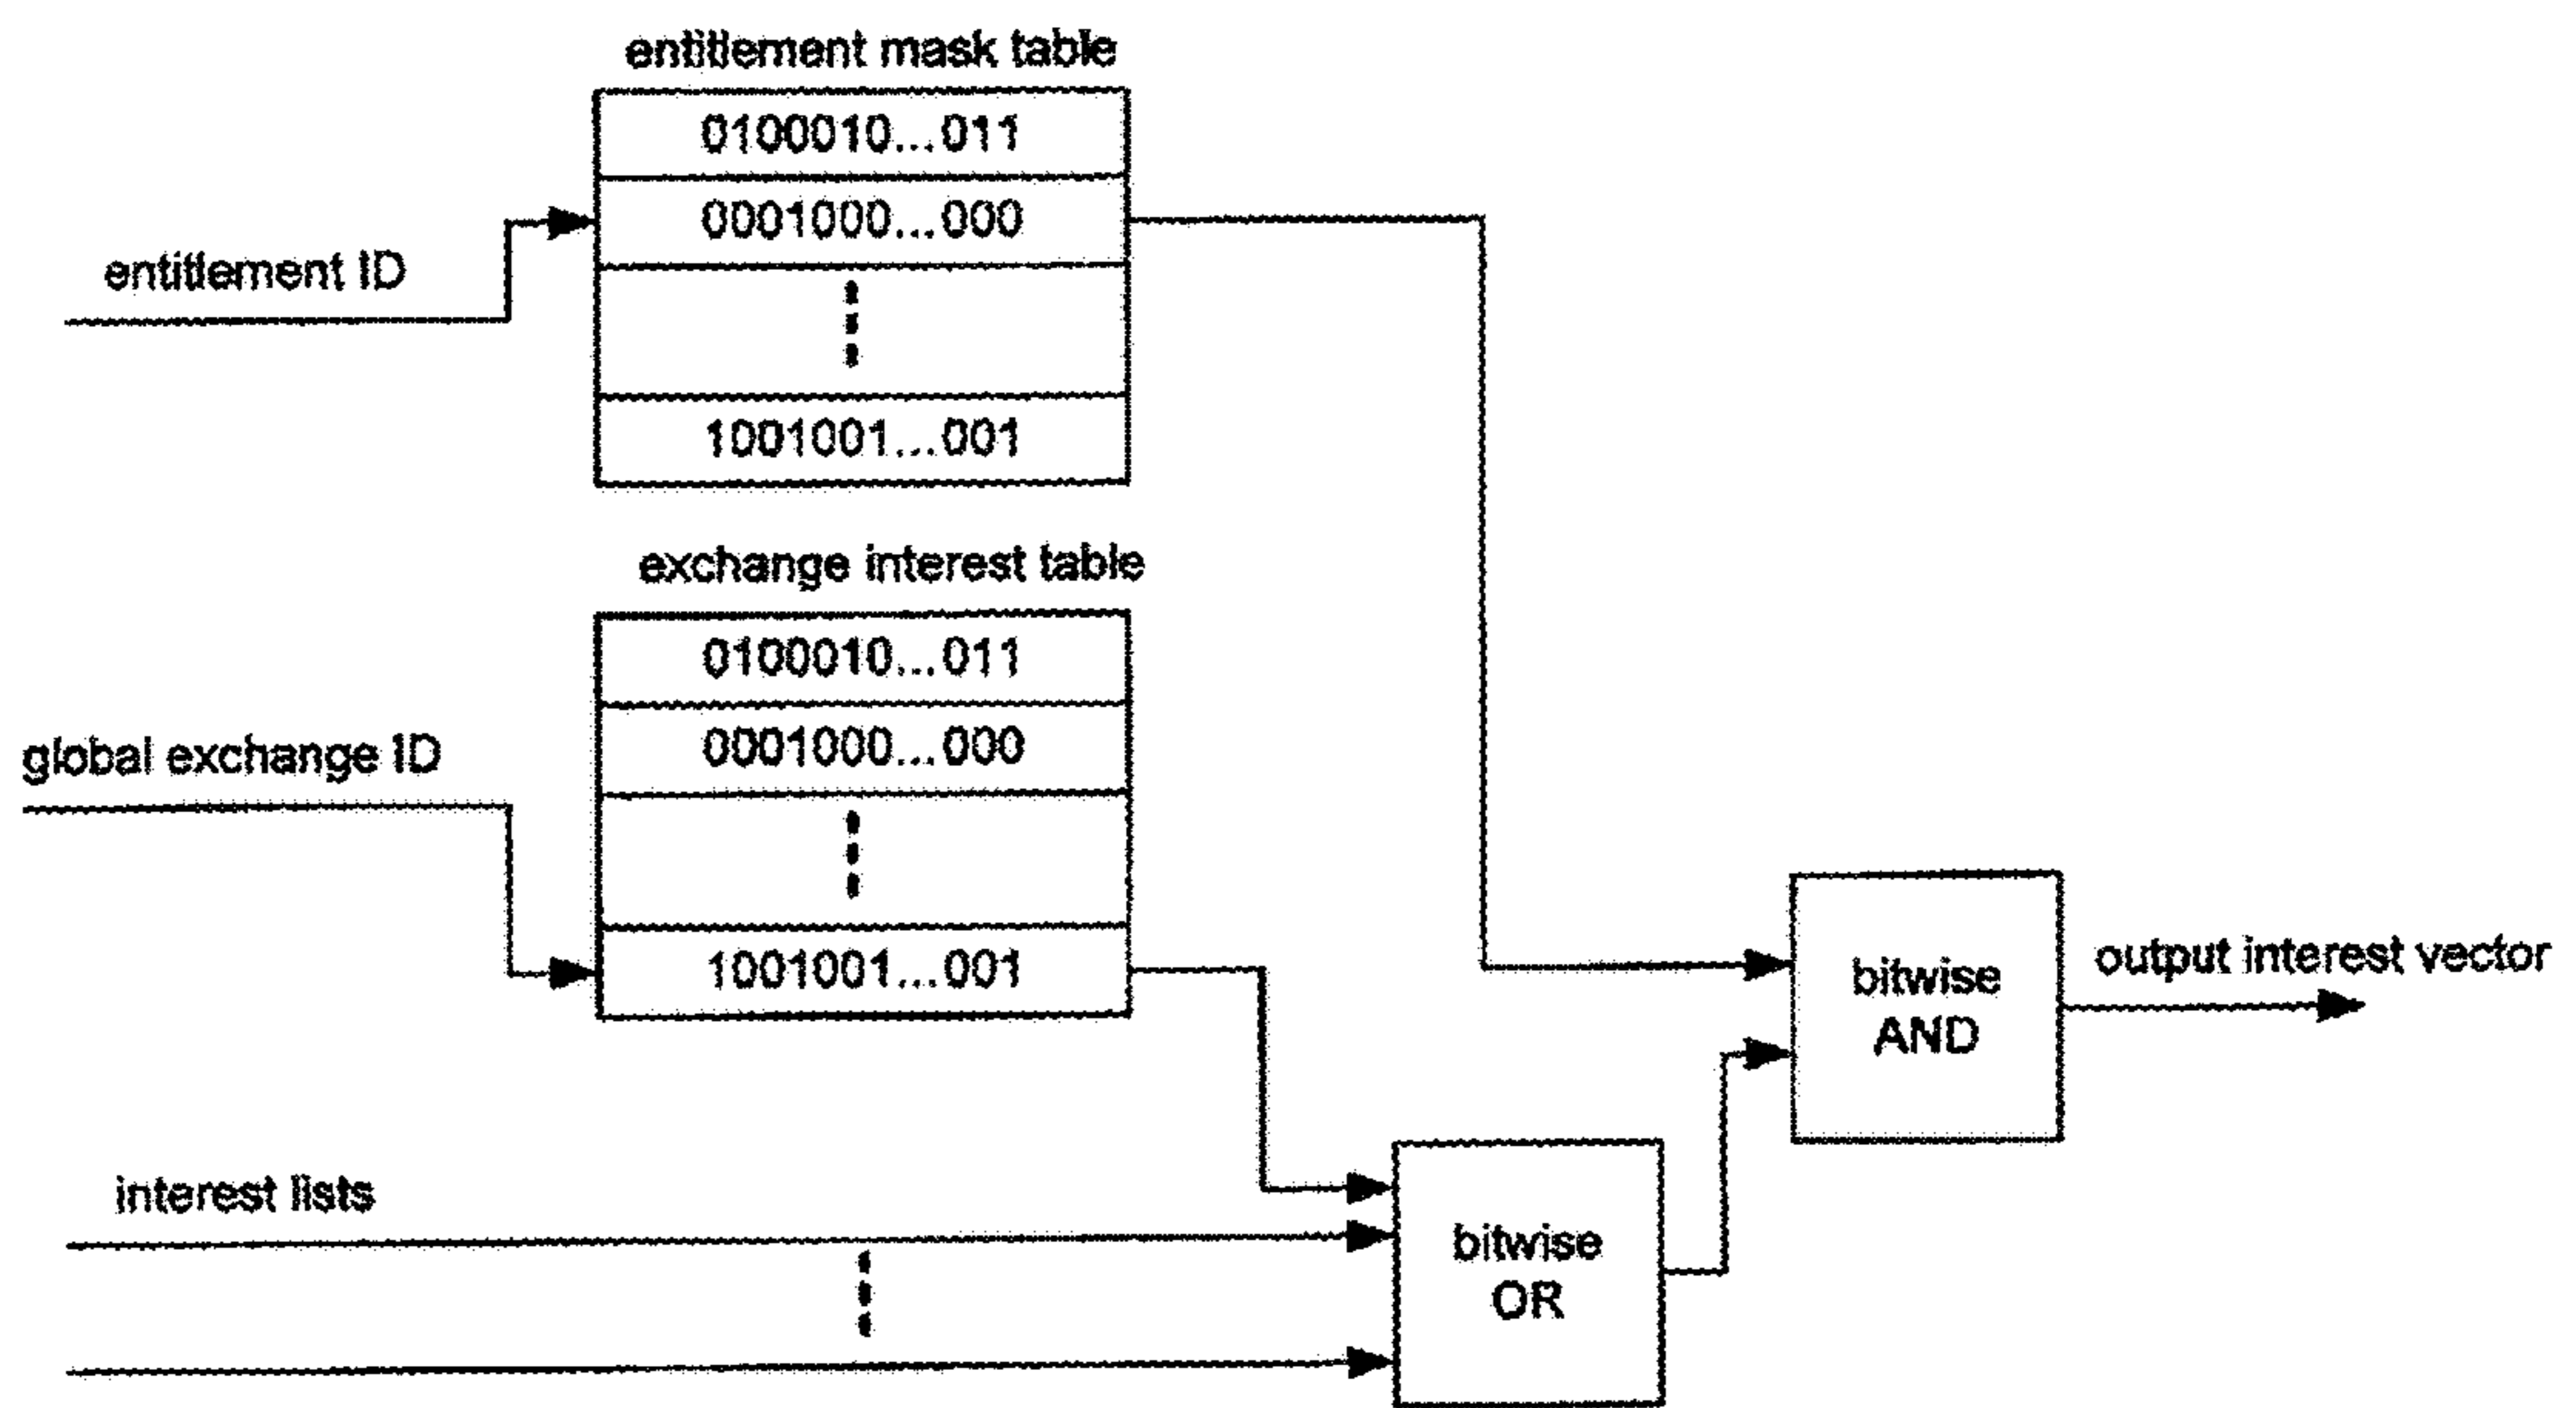 entitlement mask table
0100010...011
0001000...000
entitlement ID
1001001...001
exchange interest table
0100010...011
0001000...000
global exchange ID
1001001...001
bitwise
AND
output interest vector
interest lists
bitwise
OR